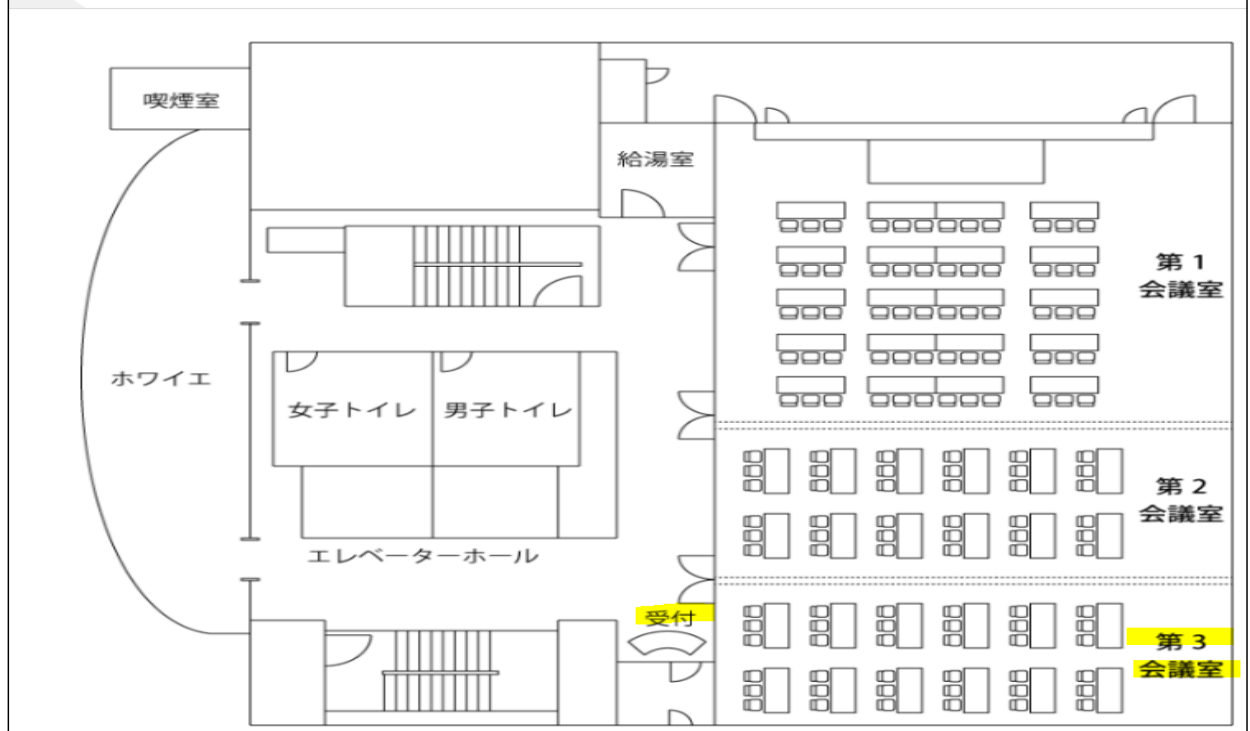 喫煙室
給湯室
第 1
会議室
ホワイエ
女子トイレ
男子トイレ
第 2
会議室
エレベーターホール
受付
第 3
会議室